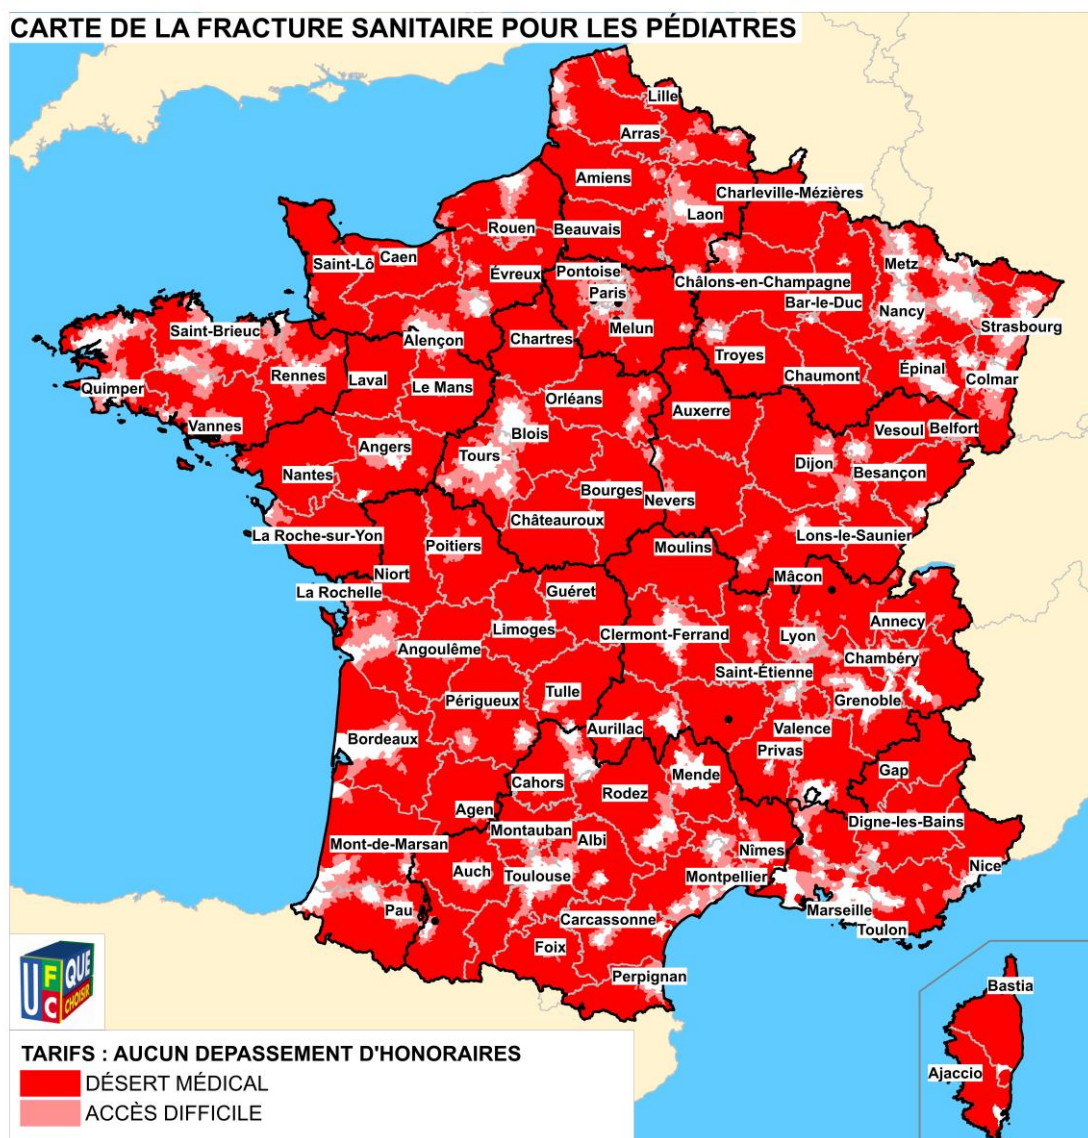 CARTE DE LA FRACTURE SANITAIRE POUR LES PÉDIATRES
Lille
Arras
Amiens
Charleville-Mézières
Laon
Rouen
Beauvais
Caen
Saint-Lô
Metz
Évreux
Pontoise
Châlons-en-Champagne
Paris
Bar-le-Duc
Nancy
Strasbourg
Saint-Brieuc
Melun
Alençon
Chartres
Troyes
Épinal
Colmar
Quimper
Rennes
Laval
Le Mans
Chaumont
Orléans
Auxerre
Vannes
Blois
Vesoul
Belfort
Angers
Tours
Dijon
Besançon
Nantes
Bourges
Nevers
Châteauroux
La Roche-sur-Yon
Lons-le-Saunier
Poitiers
Moulins
Niort
Mâcon
La Rochelle
Guéret
Annecy
Limoges
Clermont-Ferrand
Lyon
Angoulême
Chambéry
Saint-Étienne
Tulle
Périgueux
Grenoble
Bordeaux
Aurillac
Valence
Privas
Mende
Gap
Cahors
Rodez
Agen
Digne-les-Bains
Montauban
Mont-de-Marsan
Albi
Nîmes
Nice
Auch
Toulouse
Montpellier
Pau
Marseille
Carcassonne
Toulon
Foix
Perpignan
Bastia
Ajaccio
UFC
QUE
CHOISIR
TARIFS : AUCUN DEPASSEMENT D'HONORAIRES
DÉSERT MÉDICAL
ACCÈS DIFFICILE